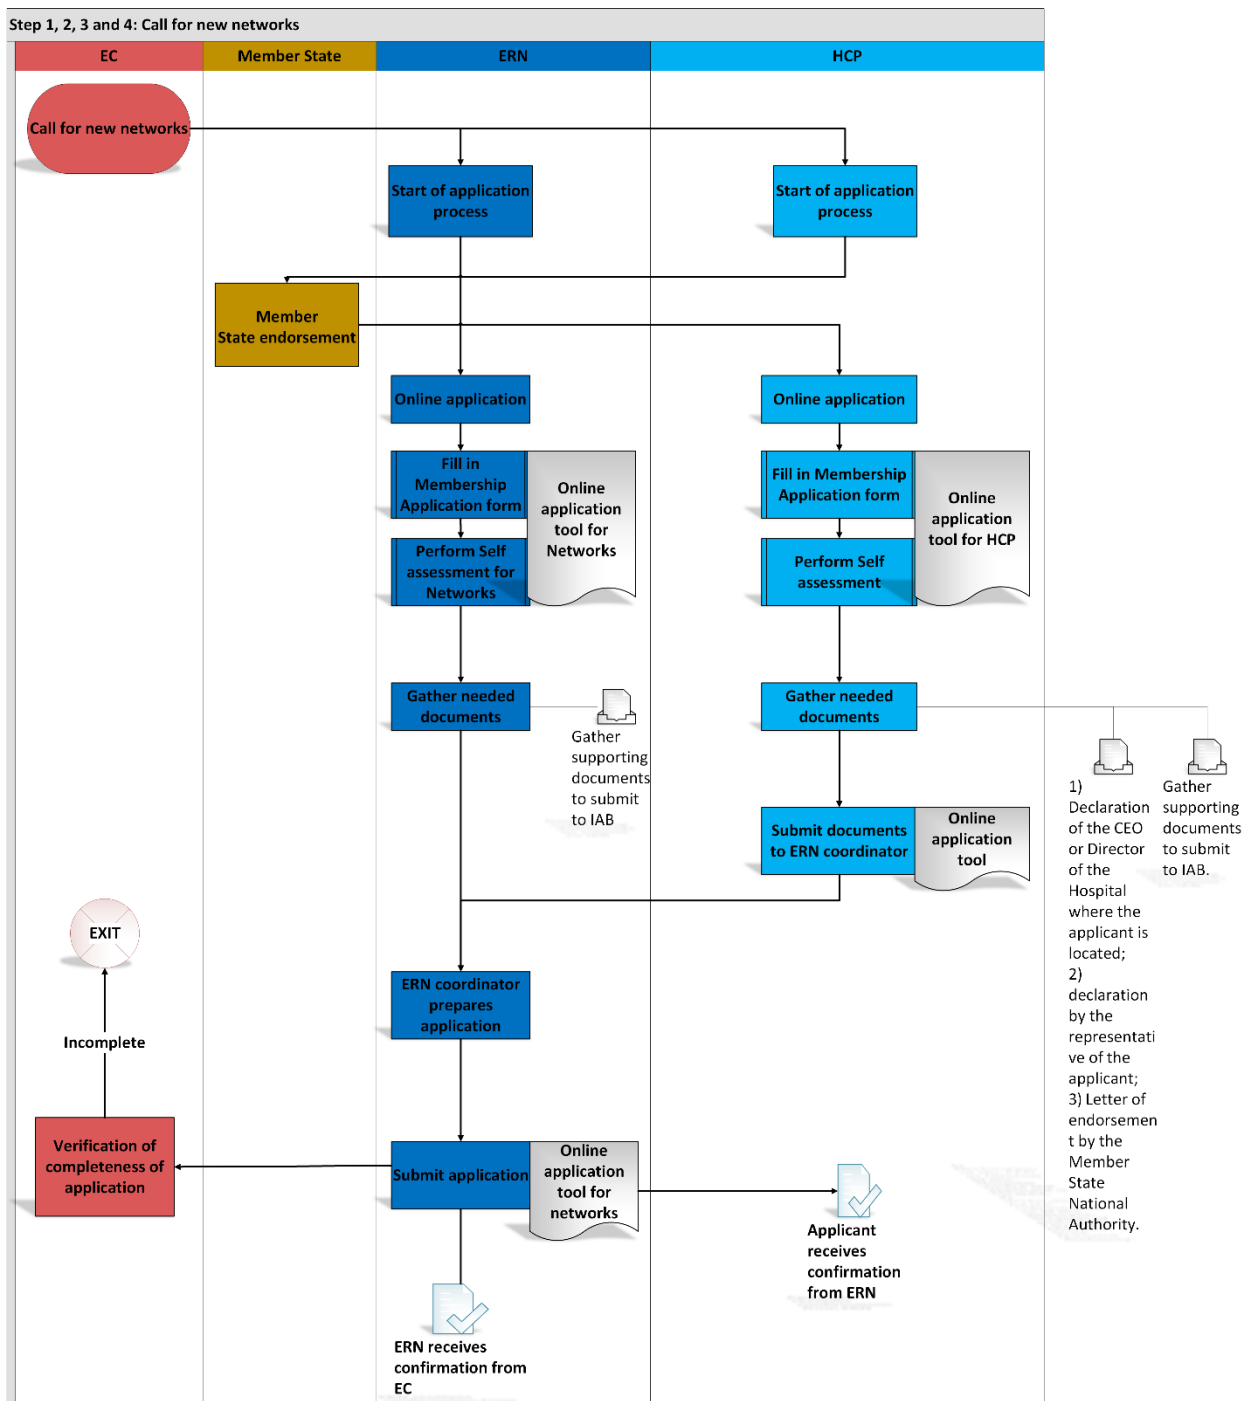 Step 1, 2, 3 and 4: Call for new networks
EC
Member State
ERN
HCP
Call for new networks
Start of application
process
Start of application
process
Member
State endorsement
Online application
Online application
Fill in
Membership
Application form
Online
application
tool for
Networks
Fill in Membership
Application form
Online
application
tool for HCP
Perform Self
assessment for
Networks
Perform Self
assessment
Gather needed
documents
Gather
supporting
documents
to submit
to IAB
Gather needed
documents
1)
Declaration
of the CEO
or Director
of the
Hospital
where the
applicant is
located;
2)
declaration
by the
representati
ve of the
applicant;
3) Letter of
endorsemen
t by the
Member
State
National
Authority.
Gather
supporting
documents
to submit
to IAB.
Submit documents
to ERN coordinator
Online
application
tool
EXIT
Incomplete
ERN coordinator
prepares
application
Verification of
completeness of
application
Submit application
Online
application
tool for
networks
Applicant
receives
confirmation
from ERN
ERN receives
confirmation from
EC